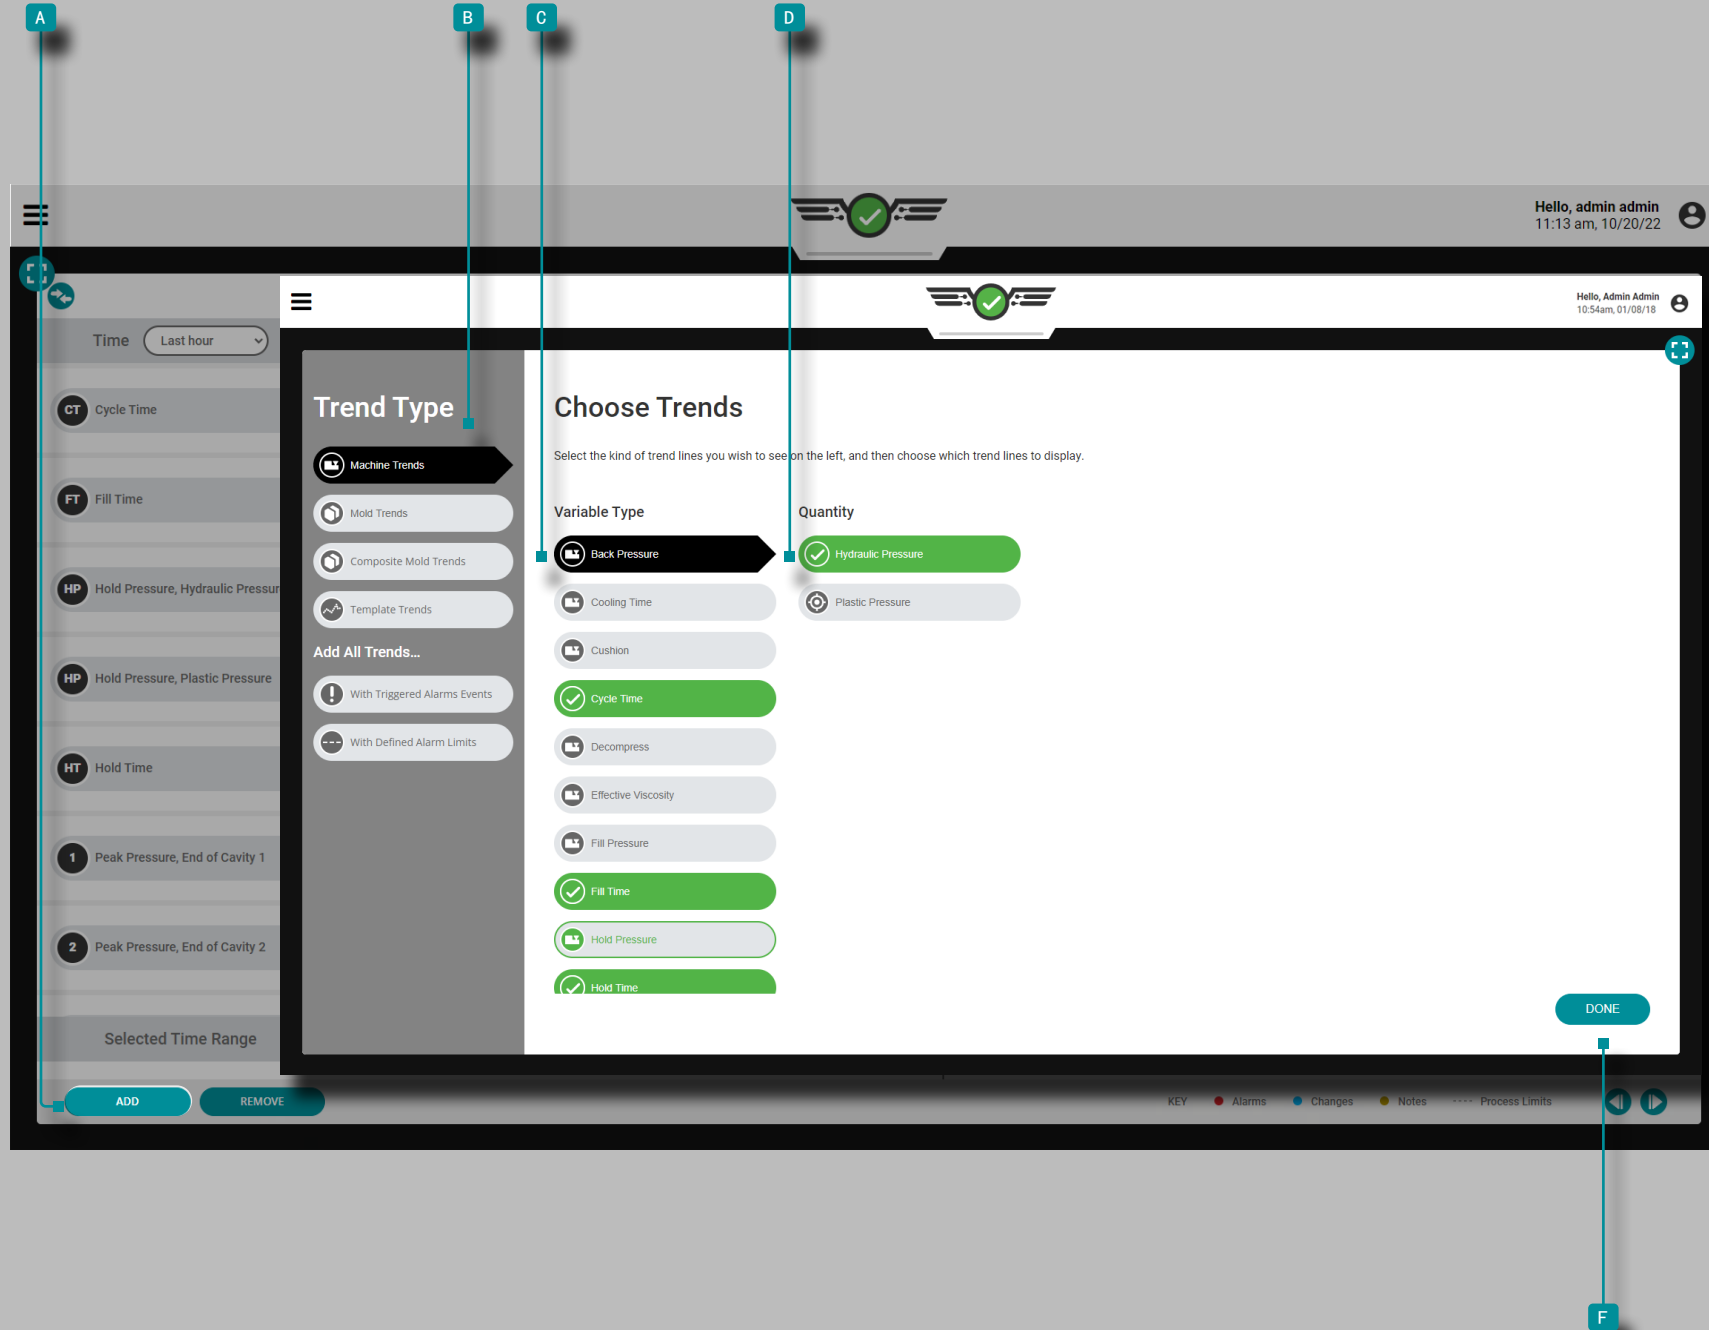 A
B
C
D
Hello, admin admin
11:13 am, 10/20/22
Hello, Admin Admin
10:54am, 01/08/18
Time
Last hour
CT
Cycle Time
FT
Fill Time
HP
Hold Pressure, Hydraulic Pressur
HP
Hold Pressure, Plastic Pressure
HT
Hold Time
1
Peak Pressure, End of Cavity 1
2
Peak Pressure, End of Cavity 2
Selected Time Range
Trend Type
Machine Trends
Mold Trends
Composite Mold Trends
Template Trends
Add All Trends...
With Triggered Alarms Events
With Defined Alarm Limits
Choose Trends
Select the kind of trend lines you wish to see on the left, and then choose which trend lines to display.
Variable Type
Back Pressure
Cooling Time
Cushion
Cycle Time
Decompress
Effective Viscosity
Fill Pressure
Fill Time
Hold Pressure
Hold Time
Quantity
Hydraulic Pressure
Plastic Pressure
DONE
ADD
REMOVE
KEY
Alarms
Changes
Notes
Process Limits
F